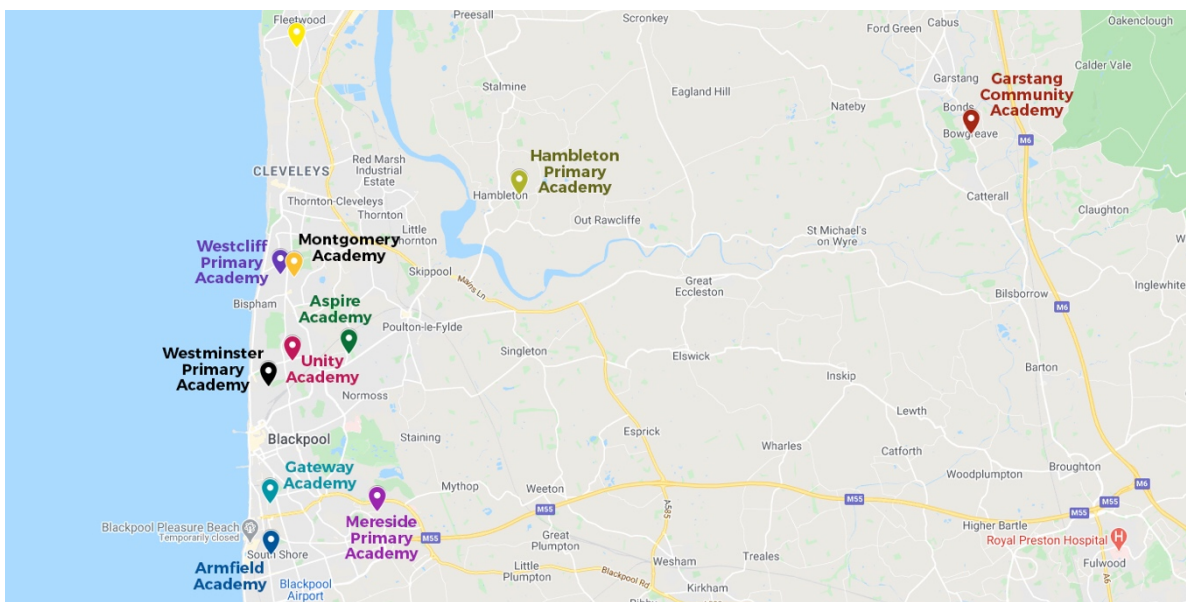 Fleetwood
Preesall
Scronkey
Ford Green
Cabus
Oakenclough
Calder Vale
Stalmine
Eagland Hill
Nateby
Garstang
Bonds
Bowgreave
Garstang
Community
Academy
M6
CLEVELEYS
Red Marsh
Industrial
Estate
Hambleton
Primary
Academy
Hambleton
Thornton-Cleveleys
Thornton
Little
Thornton
Out Rawcliffe
St Michael's
on Wyre
Catterall
Claughton
W
Westcliff
Primary
Academy
Montgomery
Academy
Skippool
Mains Ln
Great
Eccleston
Bilsborrow
Inglewhite
M6
Bispham
Aspire
Academy
Poulton-le-Fylde
Singleton
Elswick
Inskip
Barton
Westminster
Primary
Academy
Unity
Academy
Normoss
Lewth
Blackpool
Staining
Esprick
Wharles
Catforth
Woodplumpton
Broughton
Gateway
Academy
Mythop
Weeton
M55
A585
M55
M55
M6
Blackpool Pleasure Beach
Temporarily closed
Mereside
Primary
Academy
M55
Great
Plumpton
Higher Bartle
Royal Preston Hospital
H
South Shore
Armfield
Academy
Blackpool
Airport
Little
Plumpton
Blackpool Rd
Wesham
Treales
Kirkham
Fulwood
A6